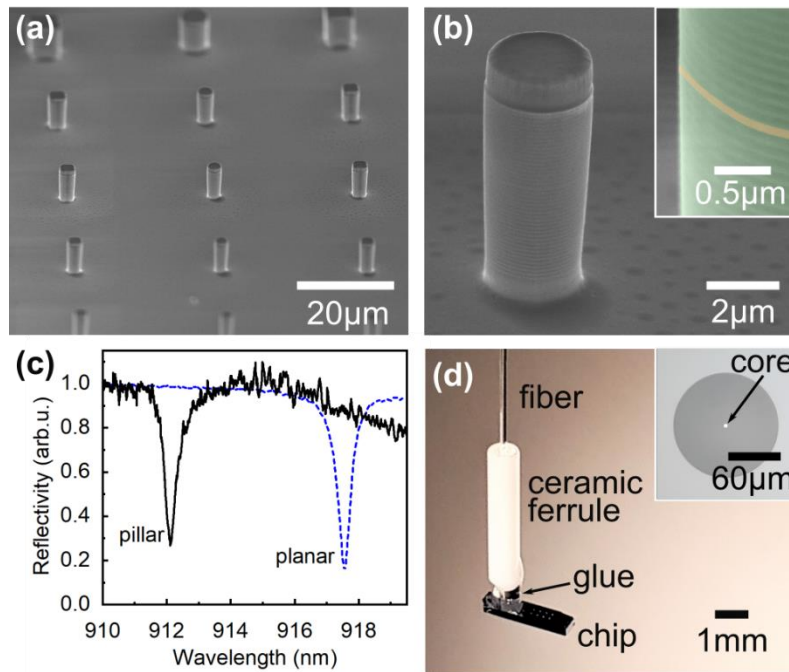 (a)
20μm
(b)
0.5μm
2μm
(c)
Reflectivity (arb.u.)
1.0
0.8
0.6
0.4
0.2
0.0
pillar
planar
910
912
914
916
918
Wavelength (nm)
(d)
core
60μm
fiber
ceramic
ferrule
glue
chip
1mm